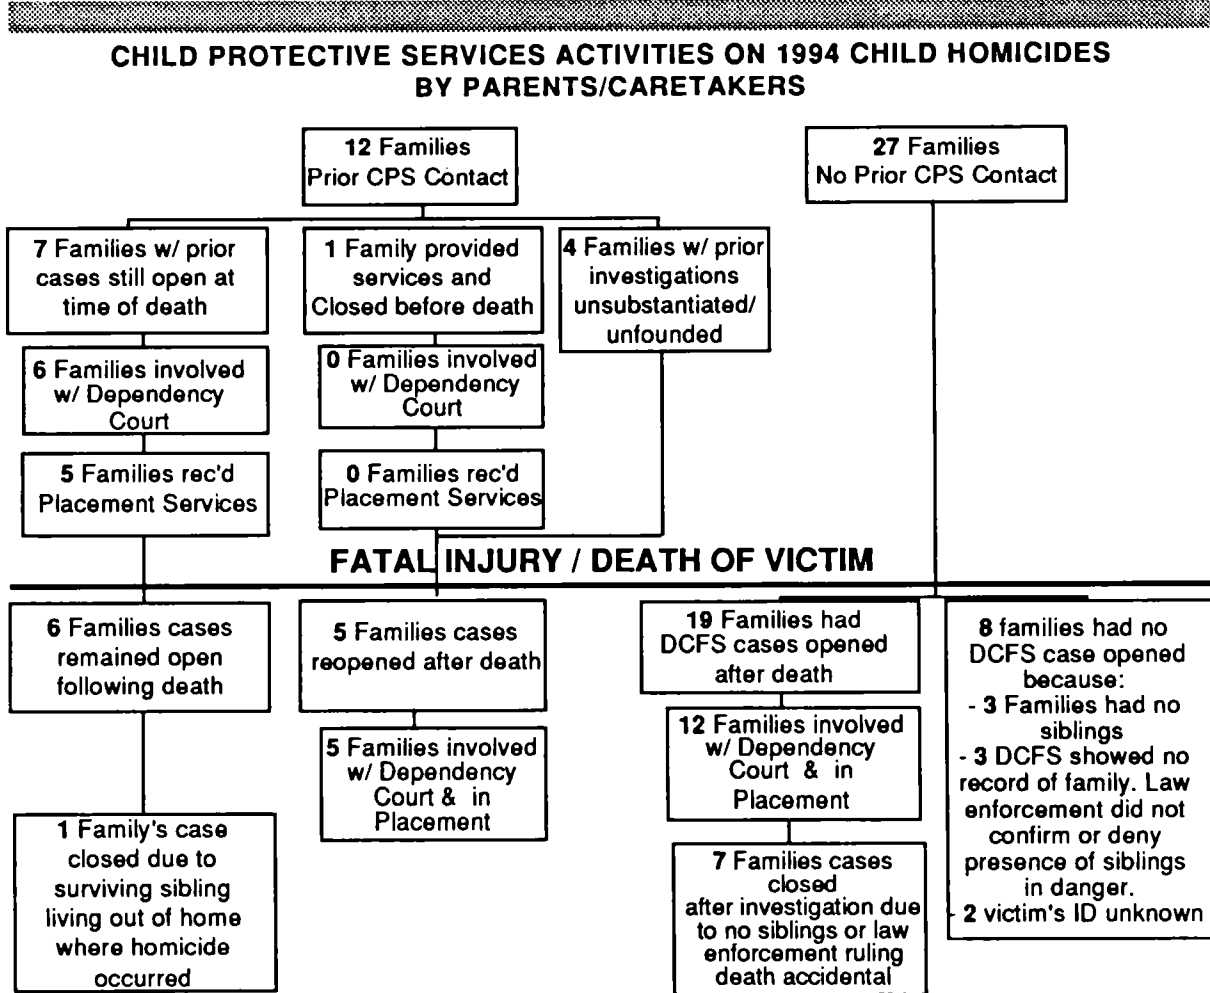 CHILD PROTECTIVE SERVICES ACTIVITIES ON 1994 CHILD HOMICIDES
BY PARENTS/CARETAKERS
12 Families
Prior CPS Contact
27 Families
No Prior CPS Contact
7 Families w/ prior
cases still open at
time of death
1 Family provided
services and
Closed before death
4 Families w/ prior
investigations
unsubstantiated/
unfounded
6 Families involved
w/ Dependency
Court
0 Families involved
w/ Dependency
Court
5 Families rec'd
Placement Services
0 Families rec'd
Placement Services
FATAL INJURY / DEATH OF VICTIM
6 Families cases
remained open
following death
5 Families cases
reopened after death
19 Families had
DCFS cases opened
after death
8 families had no
DCFS case opened
because:
- 3 Families had no
siblings
- 3 DCFS showed no
record of family. Law
enforcement did not
confirm or deny
presence of siblings
in danger.
- 2 victim's ID unknown
5 Families involved
w/ Dependency
Court & in
Placement
12 Families involved
w/ Dependency
Court & in
Placement
1 Family's case
closed due to
surviving sibling
living out of home
where homicide
occurred
7 Families cases
closed
after investigation due
to no siblings or law
enforcement ruling
death accidental